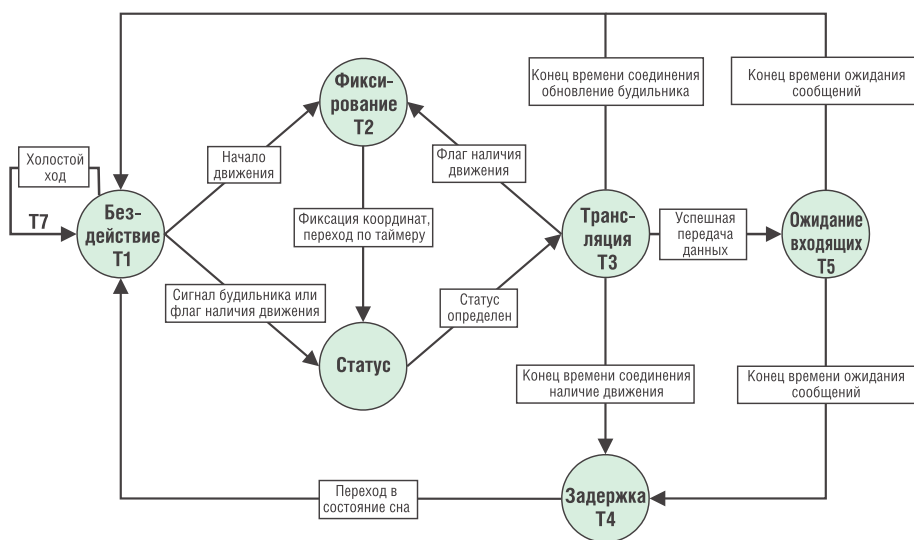 Конец времени соединения
обновление будильника
Конец времени ожидания
сообщений
Фикси-
рование
T2
Холостой
ход
Начало
движения
Флаг наличия
движения
T7
Без-
действие
T1
Фиксация координат,
переход по таймеру
Транс-
ляция
T3
Успешная
передача
данных
Ожидание
входящих
T5
Сигнал будильника или
флаг наличия движения
Статус
определен
Статус
Конец времени соединения
наличие движения
Конец времени ожидания
сообщений
Переход в
состояние сна
Задержка
T4